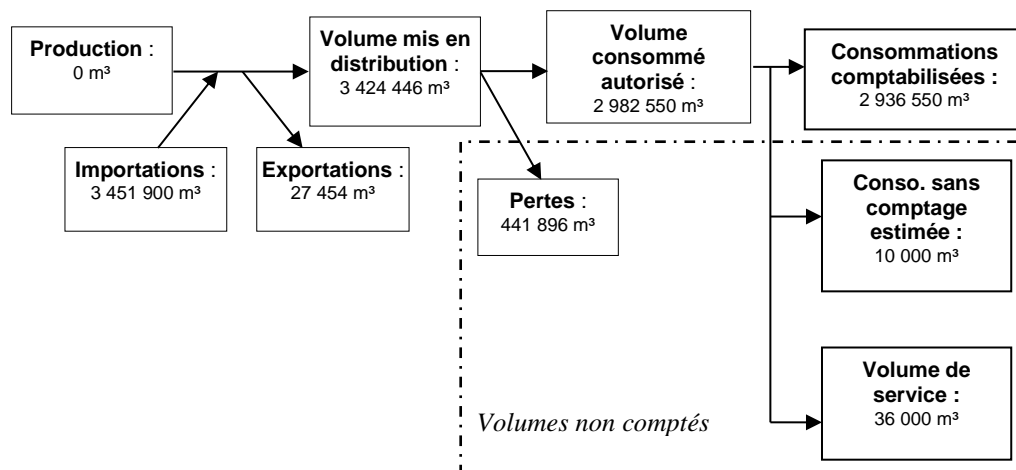 Production :
0 m³
Volume mis en
distribution :
3 424 446 m³
Volume
consommé
autorisé :
2 982 550 m³
Consommations
comptabilisées :
2 936 550 m³
Importations :
3 451 900 m³
Exportations :
27 454 m³
Pertes :
441 896 m³
Conso. sans
comptage
estimée :
10 000 m³
Volume de
service :
36 000 m³
Volumes non comptés